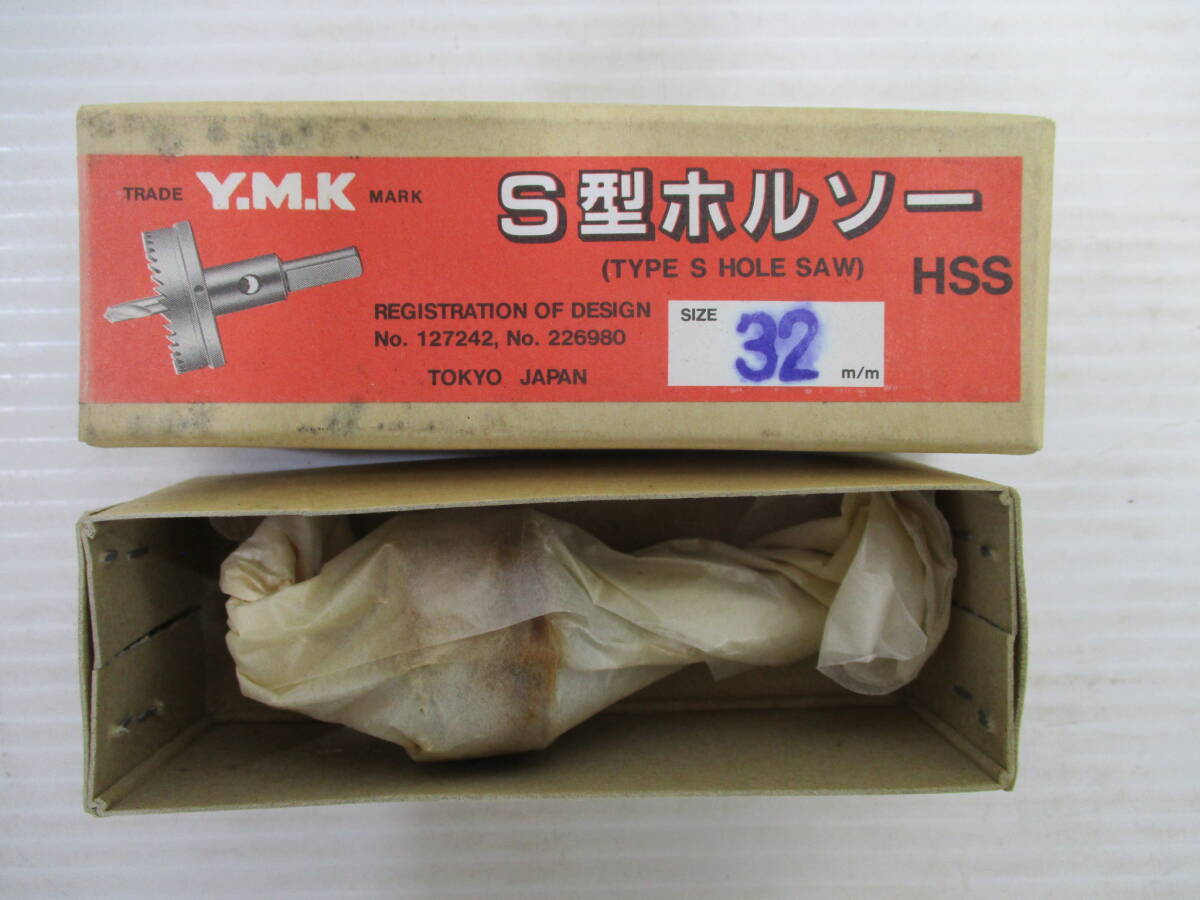 TRADE Y.M.K MARK
S型ホルソー
(TYPE S HOLE SAW)
HSS
REGISTRATION OF DESIGN
No. 127242, No. 226980
TOKYO JAPAN
SIZE
32
m/m